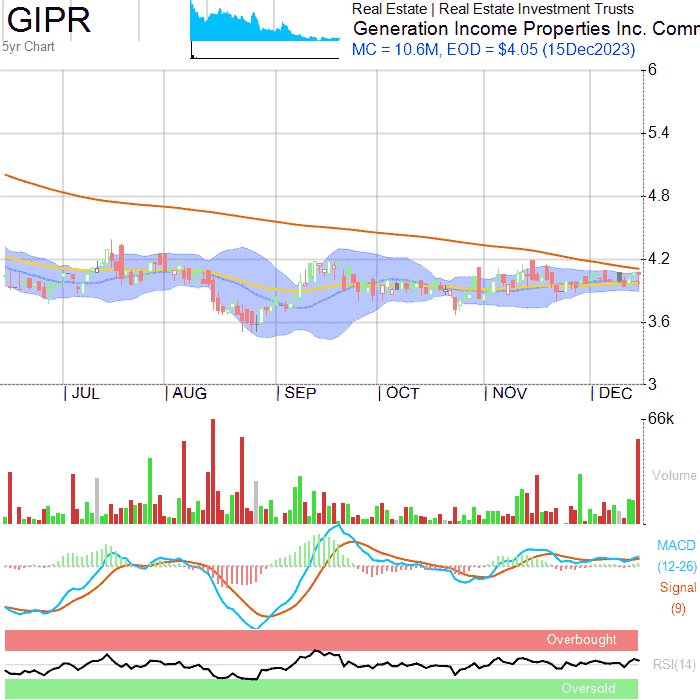 GIPR
5yr Chart
Real Estate | Real Estate Investment Trusts
Generation Income Properties Inc. Comm
MC = 10.6M, EOD = $4.05 (15Dec2023)
6
5.4
4.8
4.2
3.6
3
| JUL | AUG | SEP | OCT | NOV | DEC
66k
Volume
MACD
(12-26)
Signal
(9)
Overbought
RSI(14)
Oversold